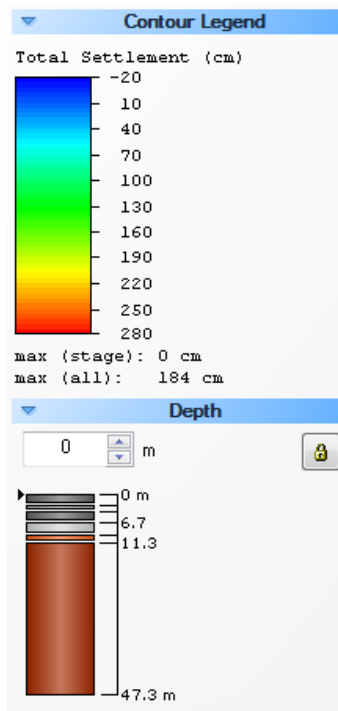 Contour Legend
Total Settlement (cm)
-20
10
40
70
100
130
160
190
220
250
280
max (stage): 0 cm
max (all): 184 cm
Depth
0 m
0 m
6.7
11.3
47.3 m